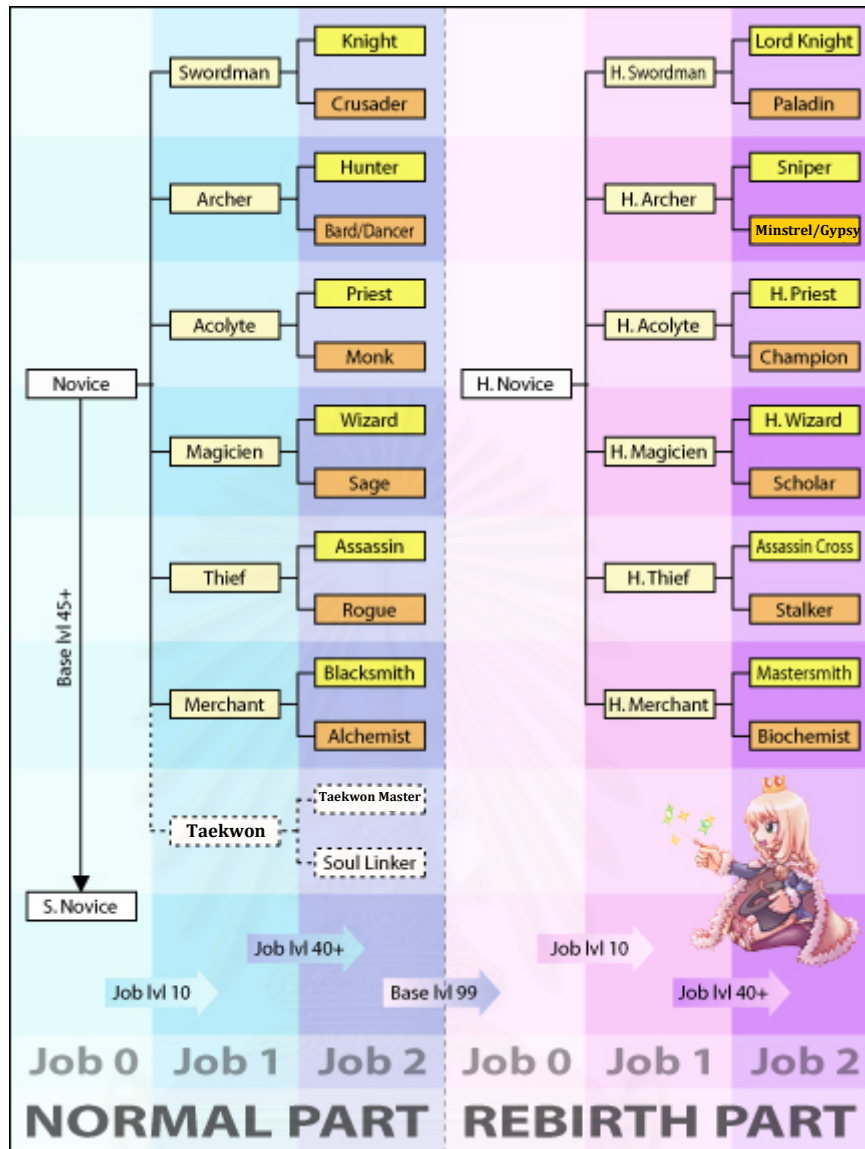 Knight
Swordman
Crusader
Hunter
Archer
Bard/Dancer
Priest
Acolyte
Monk
Novice
Wizard
Magicien
Sage
Assassin
Thief
Rogue
Blacksmith
Merchant
Alchemist
Taekwon Master
Taekwon
Soul Linker
Base lvl 45+
S. Novice
Lord Knight
H. Swordman
Paladin
Sniper
H. Archer
Minstrel/Gypsy
H. Priest
H. Acolyte
Champion
H. Novice
H. Wizard
H. Magicien
Scholar
Assassin Cross
H. Thief
Stalker
Mastersmith
H. Merchant
Biochemist
Job lvl 10
Job lvl 40+
Base lvl 99
Job lvl 10
Job lvl 40+
Job 0 Job 1 Job 2 Job 0 Job 1 Job 2
NORMAL PART REBIRTH PART